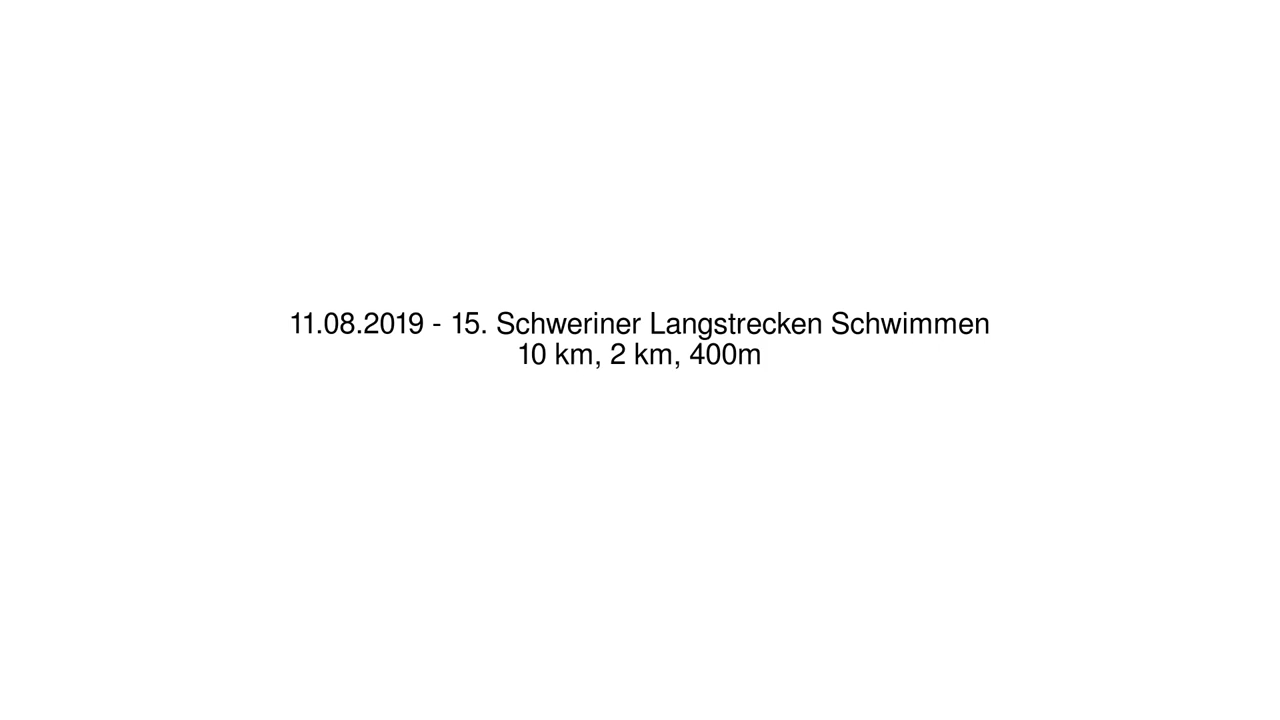 11.08.2019 - 15. Schweriner Langstrecken Schwimmen
10 km, 2 km, 400m